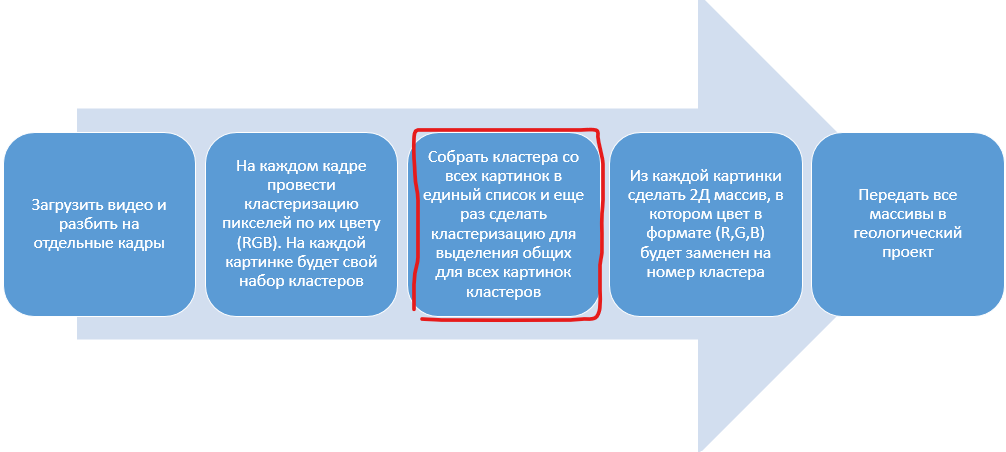 Загрузить видео и
разбить на
отдельные кадры
На каждом кадре
провести
кластеризацию
пикселей по их цвету
(RGB). На каждой
картинке будет свой
набор кластеров
Собрать кластера со
всех картинок в
единый список и еще
раз сделать
кластеризацию для
выделения общих
для всех картинок
кластеров
Из каждой картинки
сделать 2Д массив, в
котором цвет в
формате (R,G,B)
будет заменен на
номер кластера
Передать все
массивы в
геологический
проект